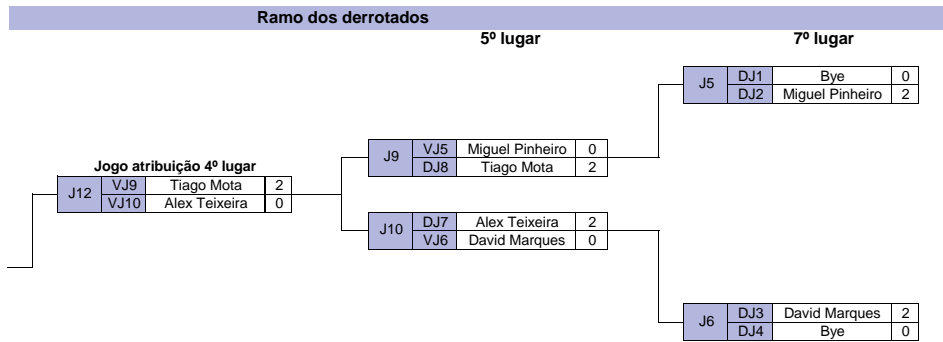 Ramo dos derrotados
5º lugar
7º lugar
J5
DJ1 Bye 0
DJ2 Miguel Pinheiro 2
J9
VJ5 Miguel Pinheiro 0
DJ8 Tiago Mota 2
Jogo atribuição 4º lugar
J12
VJ9 Tiago Mota 2
VJ10 Alex Teixeira 0
J10
DJ7 Alex Teixeira 2
VJ6 David Marques 0
J6
DJ3 David Marques 2
DJ4 Bye 0